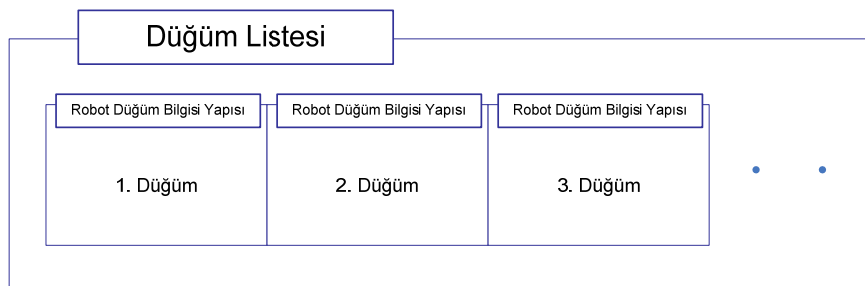 Düğüm Listesi
Robot Düğüm Bilgisi Yapısı
Robot Düğüm Bilgisi Yapısı
Robot Düğüm Bilgisi Yapısı
1. Düğüm
2. Düğüm
3. Düğüm